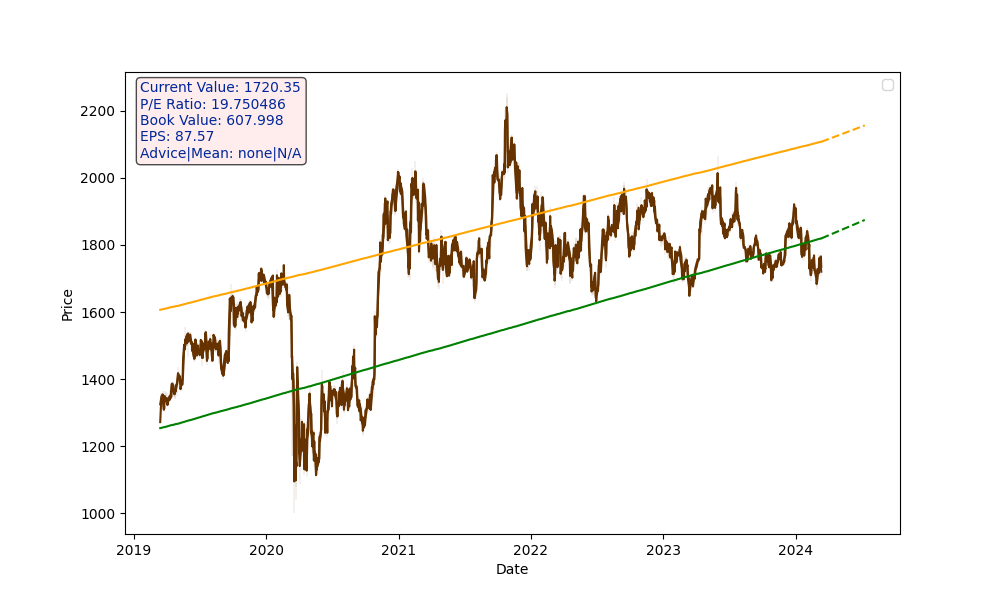 Current Value: 1720.35
P/E Ratio: 19.750486
Book Value: 607.998
EPS: 87.57
Advice|Mean: none|N/A
2200
2000
1800
1600
1400
1200
1000
Price
2019 2020 2021 2022 2023 2024
Date